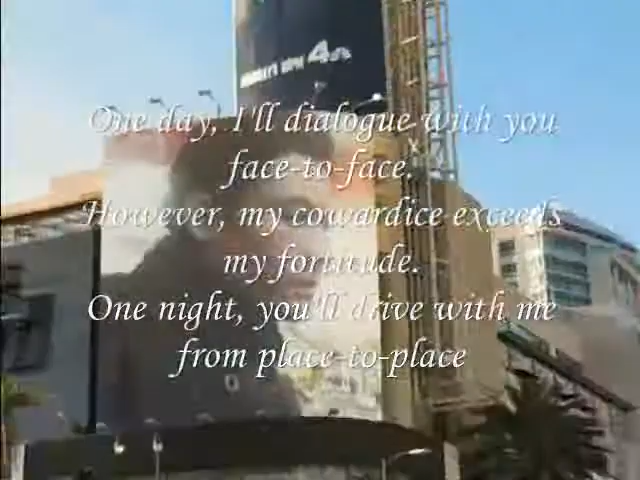 One day, I'll dialogue with you
face-to-face.
However, my cowardice exceeds
my fortitude.
One night, you'll drive with me
from place-to-place